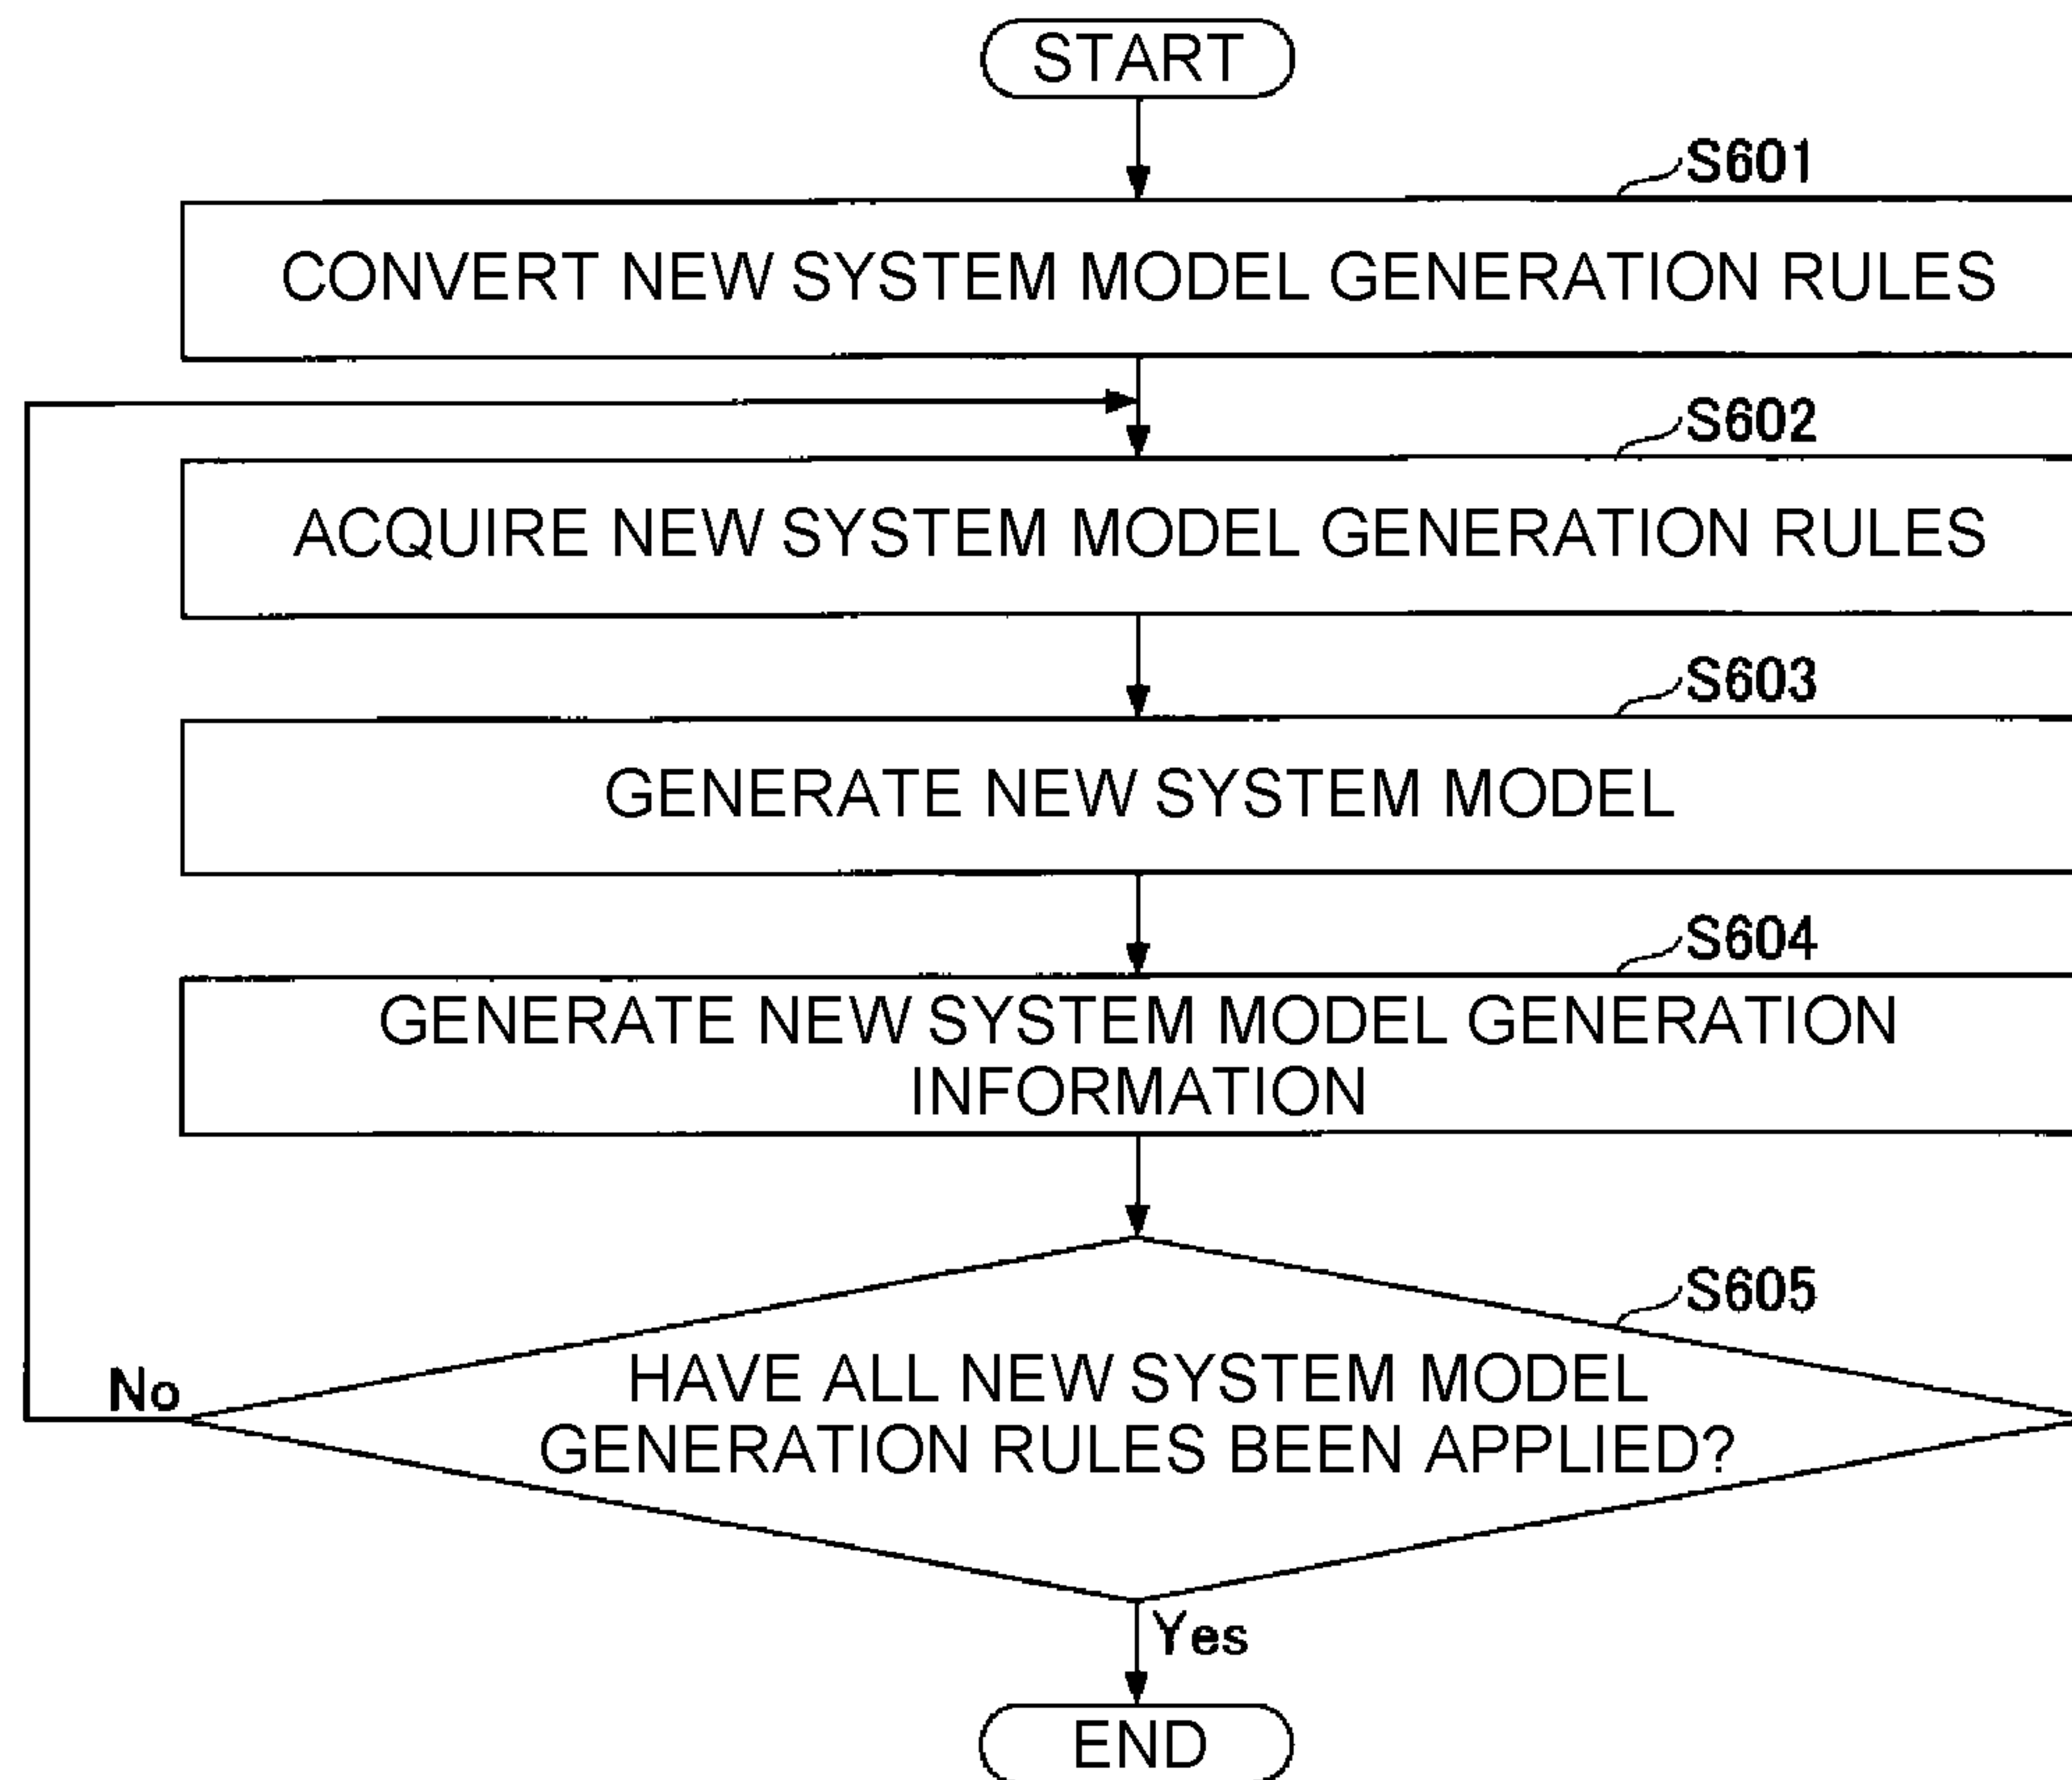 START
S601
CONVERT NEW SYSTEM MODEL GENERATION RULES
S602
ACQUIRE NEW SYSTEM MODEL GENERATION RULES
S603
GENERATE NEW SYSTEM MODEL
S604
GENERATE NEW SYSTEM MODEL GENERATION
INFORMATION
S605
HAVE ALL NEW SYSTEM MODEL
GENERATION RULES BEEN APPLIED?
No
Yes
END